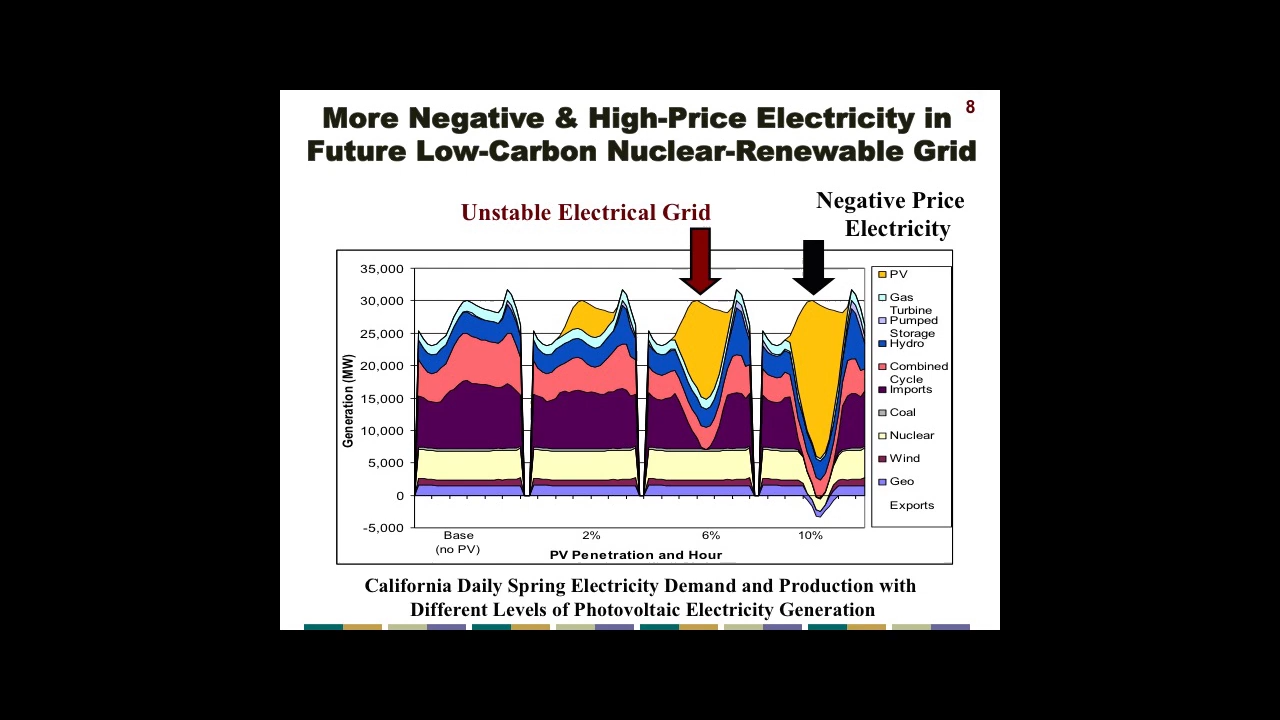 8
More Negative & High-Price Electricity in
Future Low-Carbon Nuclear-Renewable Grid
Unstable Electrical Grid
Negative Price
Electricity
35,000
30,000
25,000
20,000
15,000
10,000
5,000
0
-5,000
Generation (MW)
Base
(no PV)
2%
6%
10%
PV Penetration and Hour
PV
Gas
Turbine
Pumped
Storage
Hydro
Combined
Cycle
Imports
Coal
Nuclear
Wind
Geo
Exports
California Daily Spring Electricity Demand and Production with
Different Levels of Photovoltaic Electricity Generation